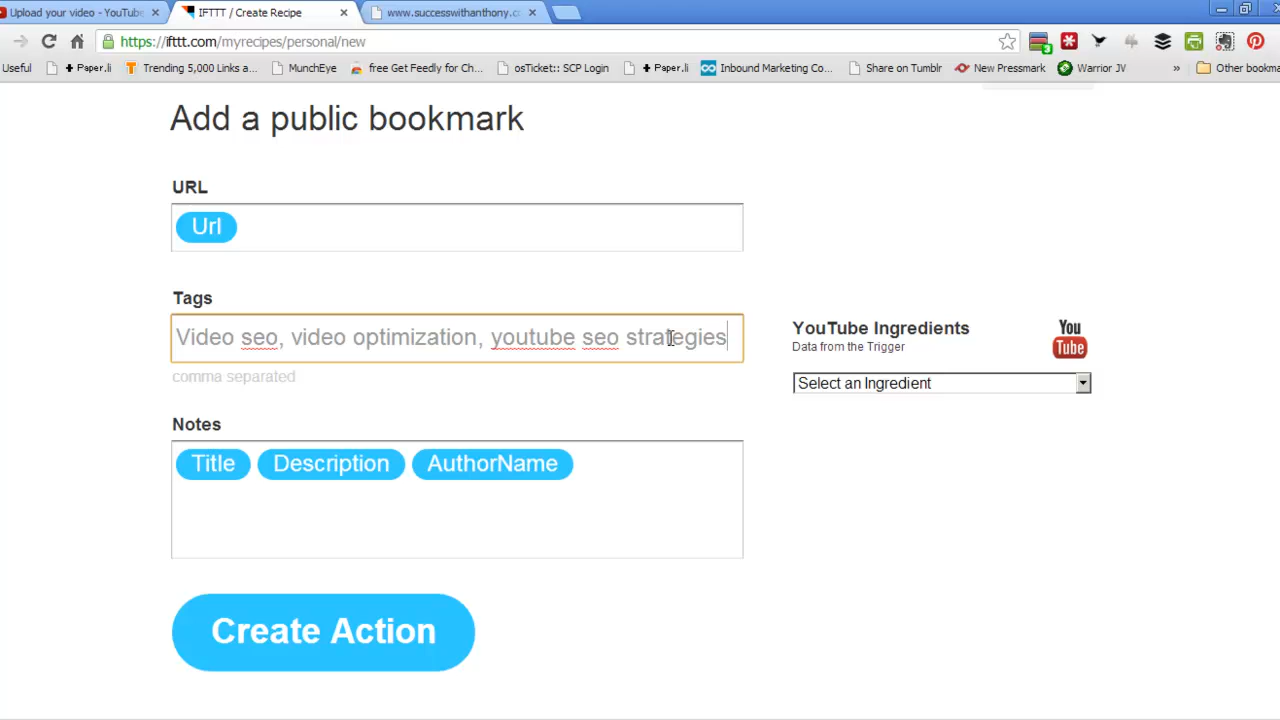 Upload your video - YouTube
IFTTT / Create Recipe
www.successwithanthony.c
https://ifttt.com/myrecipes/personal/new
3
Useful
+ Paper.li
Trending 5,000 Links a...
MunchEye
free Get Feedly for Ch...
osTicket:: SCP Login
+ Paper.li
Inbound Marketing Co...
Share on Tumblr
New Pressmark
Warrior JV
»
Other bookma
Add a public bookmark
URL
Url
Tags
Video seo, video optimization, youtube seo strategies
comma separated
YouTube Ingredients
Data from the Trigger
You
Tube
Select an Ingredient
Notes
Title Description AuthorName
Create Action